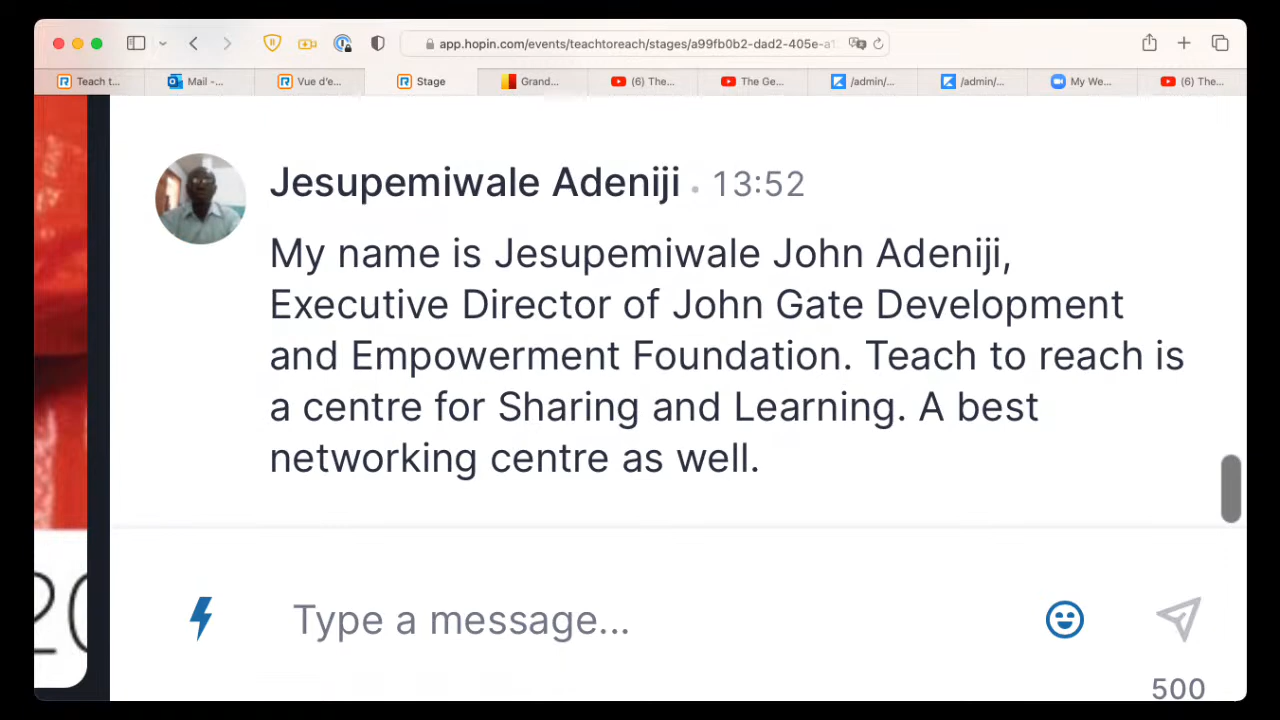 app.hopin.com/events/teachtoreach/stages/a99fb0b2-dad2-405e-a1
Teach t...
Mail -...
Vue d'e...
Stage
Grand...
(6) The...
The Ge...
/admin/...
/admin/...
My We...
(6) The...
Jesupemiwale Adeniji • 13:52
My name is Jesupemiwale John Adeniji,
Executive Director of John Gate Development
and Empowerment Foundation. Teach to reach is
a centre for Sharing and Learning. A best
networking centre as well.
20
Type a message...
500